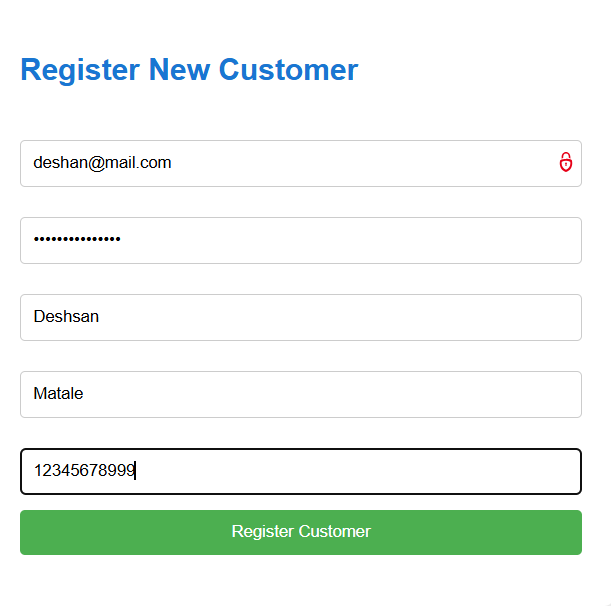 Register New Customer
deshan@mail.com
•••••••••••••••
Deshsan
Matale
12345678999
Register Customer